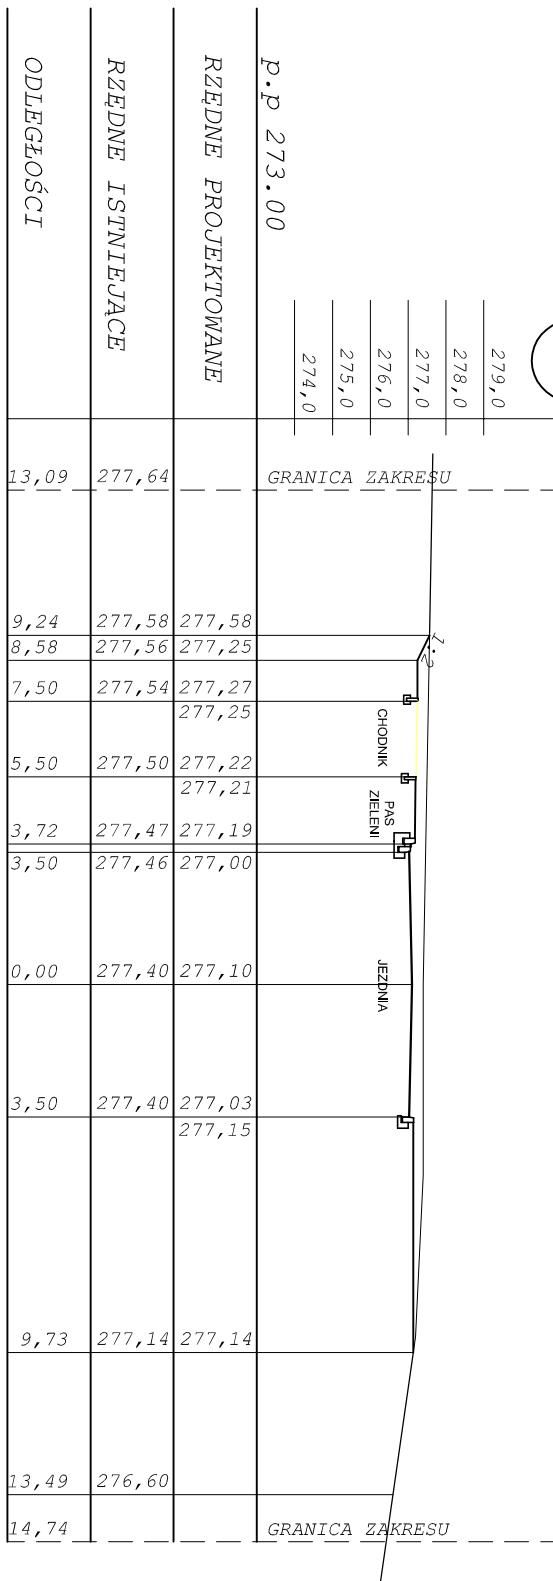 p.p 273.00
RZĘDNE PROJEKTOWANE
RZĘDNE ISTNIEJĄCE
ODLEGŁOŚCI
279,0
278,0
277,0
276,0
275,0
274,0
13,09 277,64 GRANICA ZAKRESU
9,24 277,58 277,58
1:2
8,58 277,56 277,25
7,50 277,54 277,27
277,25
CHODNIK
5,50 277,50 277,22
277,21
PAS
ZIELENI
3,72 277,47 277,19
3,50 277,46 277,00
0,00 277,40 277,10
JEZDNIA
3,50 277,40 277,03
277,15
9,73 277,14 277,14
13,49 276,60
14,74 GRANICA ZAKRESU